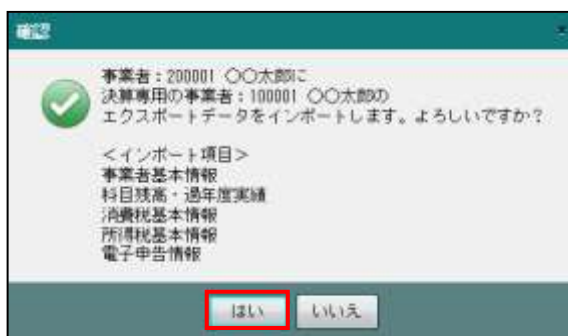 確認
事業者：200001 〇〇太郎に
決算専用の事業者：100001 〇〇太郎の
エクスポートデータをインポートします。よろしいですか？
＜インポート項目＞
事業者基本情報
科目残高・過年度実績
消費税基本情報
所得税基本情報
電子申告情報
はい
いいえ